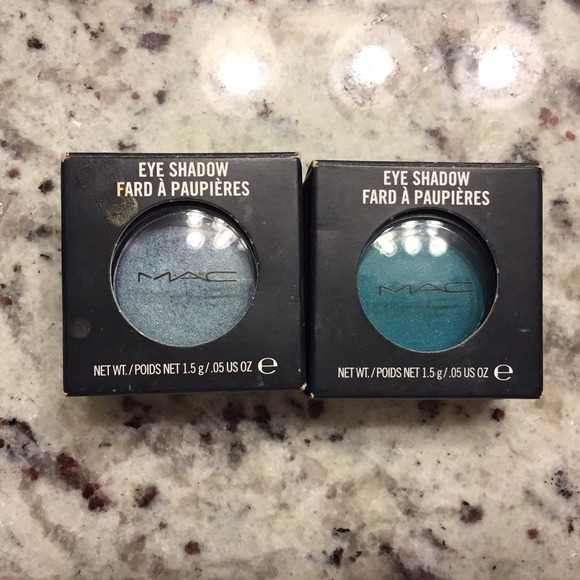 EYE SHADOW
FARD À PAUPIÈRES
MAC
NET WT./POIDS NET 1.5 g/.05 US OZ ℮
EYE SHADOW
FARD À PAUPIÈRES
MAC
NET WT./POIDS NET 1.5 g/.05 US OZ ℮